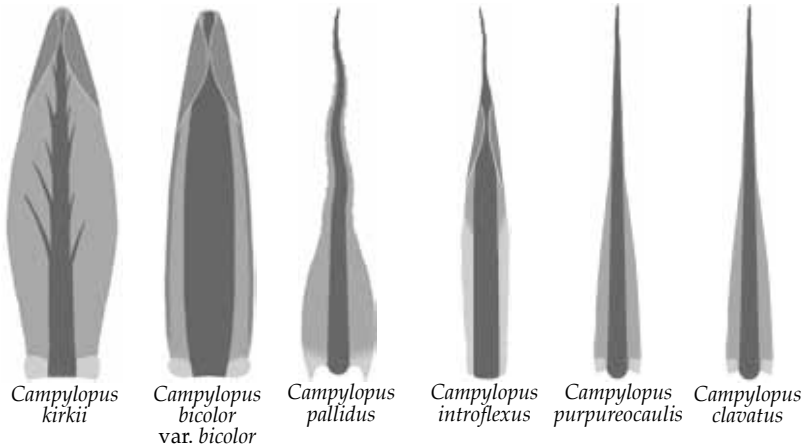 Campylopus
kirkii
Campylopus
bicolor
var. bicolor
Campylopus
pallidus
Campylopus
introflexus
Campylopus
purpureocaulis
Campylopus
clavatus